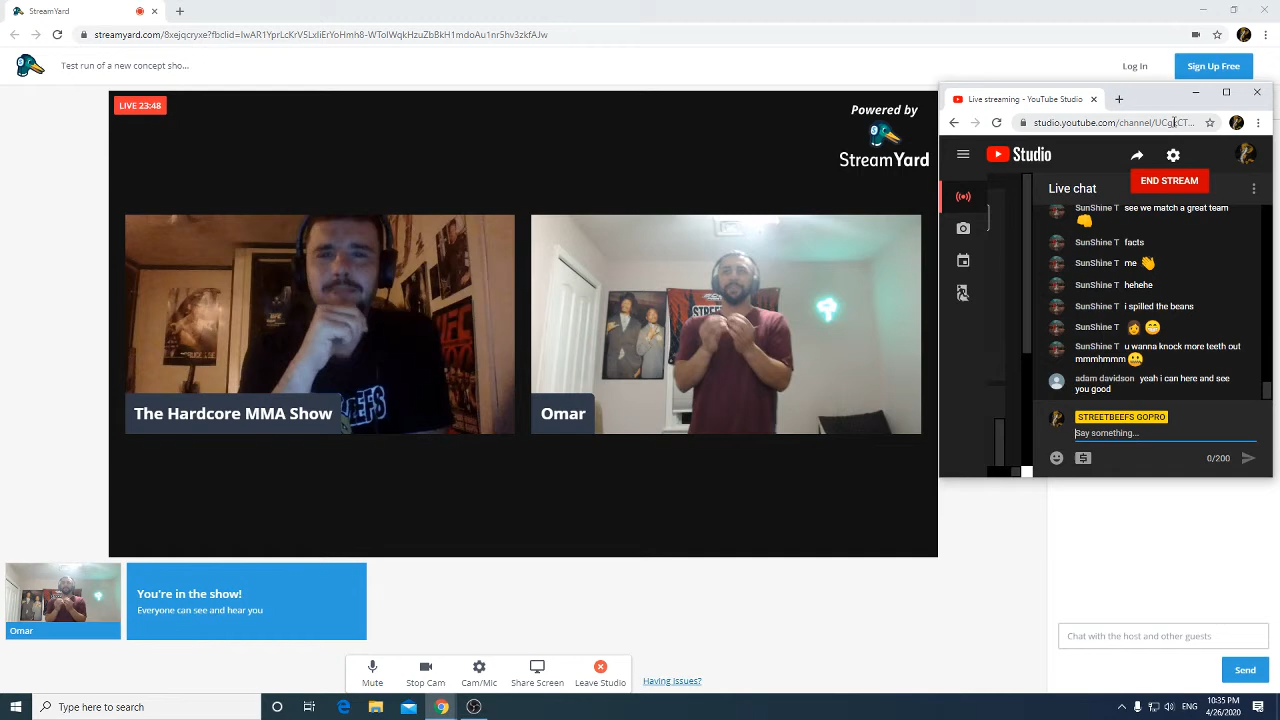 StreamYard
streamyard.com/8xejqcryxe?fbclid=IwAR1YprLcKrV5LxliErYoHmh8-WTolWqkHzuZbBkH1mdoAu1nr5hv3zkfAJw
Test run of a new concept sho...
Log In
Sign Up Free
LIVE 23:48
Powered by
StreamYard
The Hardcore MMA Show
Omar
Live streaming - YouTube Studio
studio.youtube.com/channel/
Studio
END STREAM
Live chat
SunShine T see we match a great team
👊
SunShine T facts
SunShine T me 👋
SunShine T hehehe
SunShine T i spilled the beans
SunShine T 👩 😁
SunShine T u wanna knock more teeth out
mmmhmmm 🤐
adam davidson yeah i can here and see
you good
STREETBEEFS GOPRO
Say something...
0/200
Omar
You're in the show!
Everyone can see and hear you
Chat with the host and other guests
Send
Mute
Stop Cam
Cam/Mic
Share Screen
Leave Studio
Having issues?
Type here to search
10:35 PM
4/26/2020